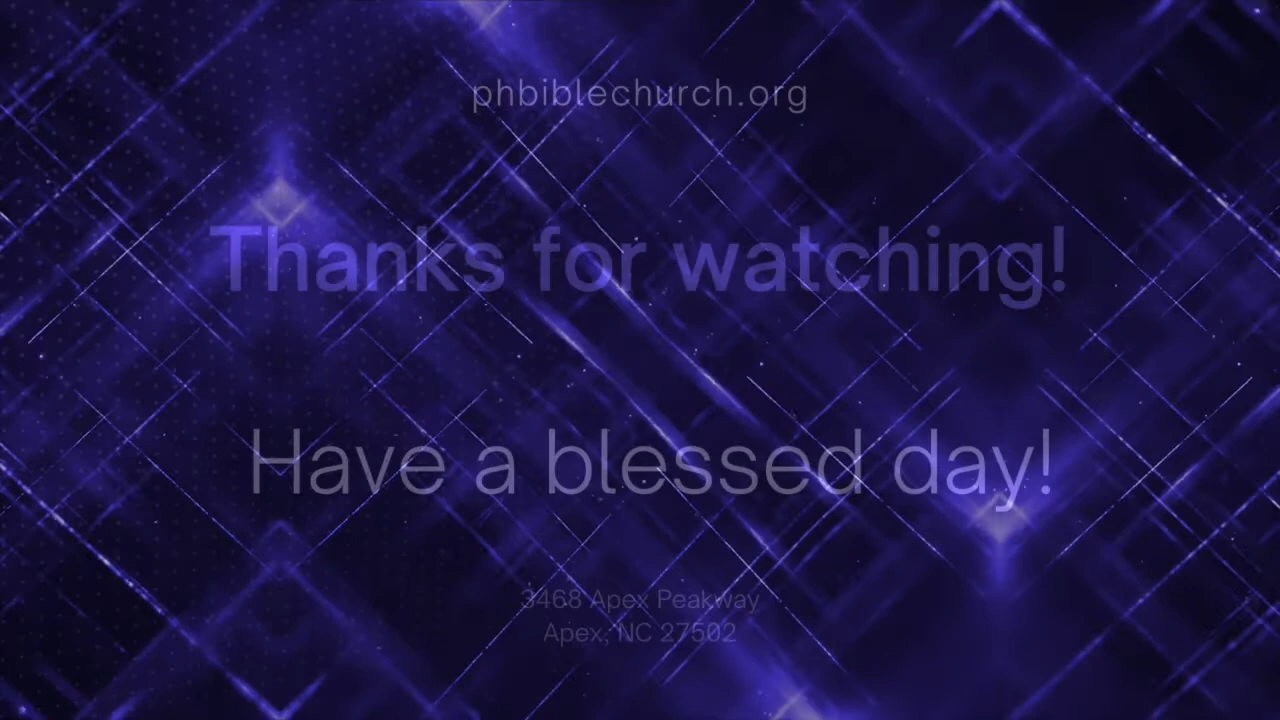 phbiblechurch.org
Thanks for watching!
Have a blessed day!
3468 Apex Peakway
Apex, NC 27502